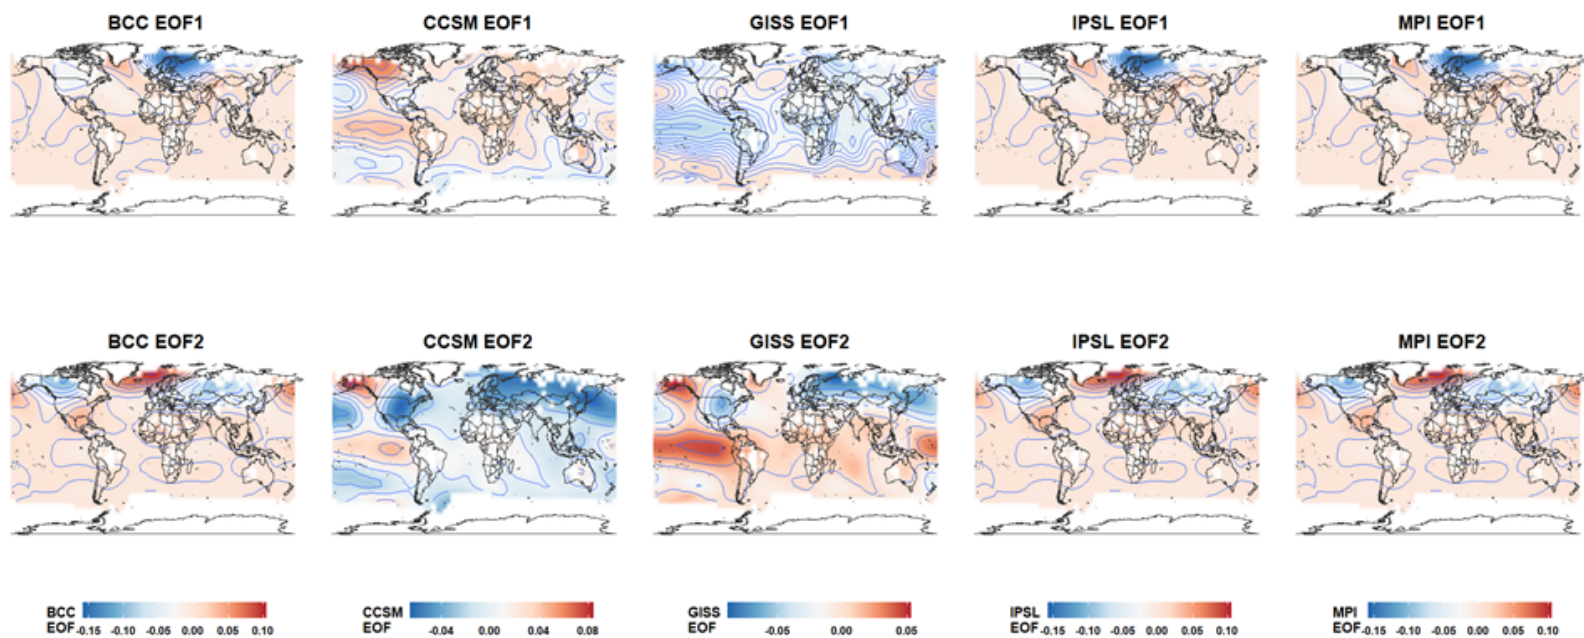 BCC EOF1
CCSM EOF1
GISS EOF1
IPSL EOF1
MPI EOF1
BCC EOF2
CCSM EOF2
GISS EOF2
IPSL EOF2
MPI EOF2
BCC
EOF -0.15 -0.10 -0.05 0.00 0.05 0.10
CCSM
EOF -0.04 0.00 0.04 0.08
GISS
EOF -0.05 0.00 0.05
IPSL
EOF -0.15 -0.10 -0.05 0.00 0.05 0.10
MPI
EOF -0.15 -0.10 -0.05 0.00 0.05 0.10